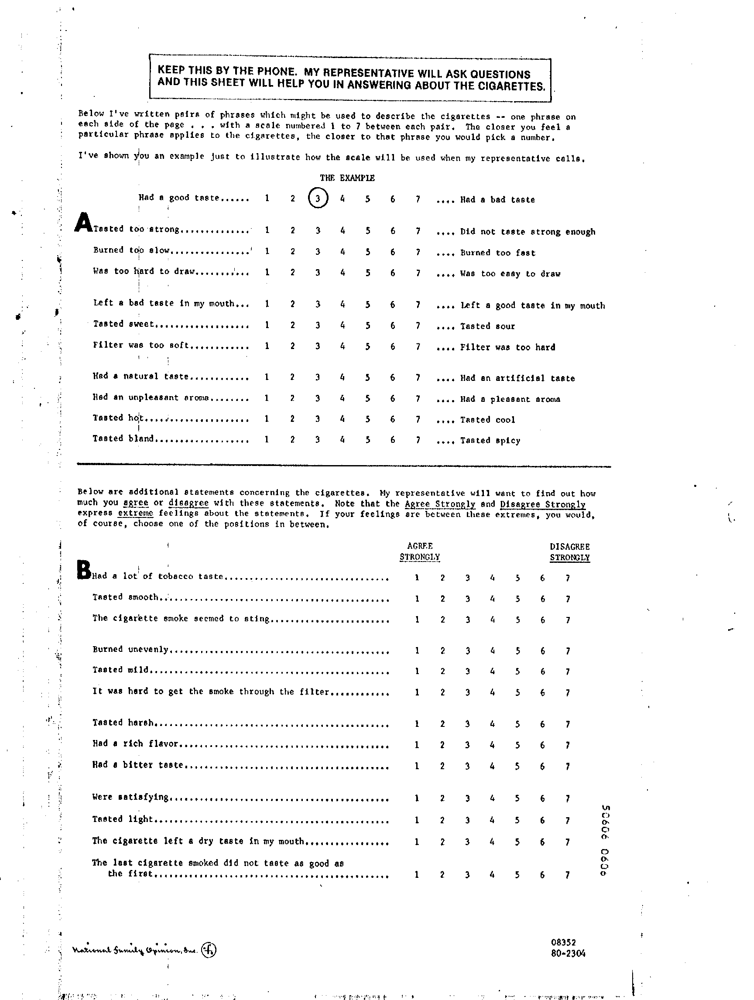 KEEP THIS BY THE PHONE. MY REPRESENTATIVE WILL ASK QUESTIONS
AND THIS SHEET WILL HELP YOU IN ANSWERING ABOUT THE CIGARETTES.
Below I've written pairs of phrases which might be used to describe the cigarettes -- one phrase on
each side of the page . . . with a scale numbered 1 to 7 between each pair. The closer you feel a
particular phrase applies to the cigarettes, the closer to that phrase you would pick a number.
I've shown you an example just to illustrate how the scale will be used when my representative calls.
THE EXAMPLE
Had a good taste...... 1 2 3 4 5 6 7 .... Had a bad taste
A Tasted too strong.............. 1 2 3 4 5 6 7 .... Did not taste strong enough
Burned too slow................ 1 2 3 4 5 6 7 .... Burned too fast
Was too hard to draw........... 1 2 3 4 5 6 7 .... Was too easy to draw
Left a bad taste in my mouth... 1 2 3 4 5 6 7 .... Left a good taste in my mouth
Tasted sweet................... 1 2 3 4 5 6 7 .... Tasted sour
Filter was too soft............ 1 2 3 4 5 6 7 .... Filter was too hard
Had a natural taste............ 1 2 3 4 5 6 7 .... Had an artificial taste
Had an unpleasant aroma........ 1 2 3 4 5 6 7 .... Had a pleasant aroma
Tasted hot..................... 1 2 3 4 5 6 7 .... Tasted cool
Tasted bland................... 1 2 3 4 5 6 7 .... Tasted spicy
Below are additional statements concerning the cigarettes. My representative will want to find out how
much you agree or disagree with these statements. Note that the Agree Strongly and Disagree Strongly
express extreme feelings about the statements. If your feelings are between these extremes, you would,
of course, choose one of the positions in between.
AGREE DISAGREE
STRONGLY STRONGLY
B Had a lot of tobacco taste................................. 1 2 3 4 5 6 7
Tasted smooth.............................................. 1 2 3 4 5 6 7
The cigarette smoke seemed to sting........................ 1 2 3 4 5 6 7
Burned unevenly............................................ 1 2 3 4 5 6 7
Tasted mild................................................ 1 2 3 4 5 6 7
It was hard to get the smoke through the filter............ 1 2 3 4 5 6 7
Tasted harsh............................................... 1 2 3 4 5 6 7
Had a rich flavor.......................................... 1 2 3 4 5 6 7
Had a bitter taste......................................... 1 2 3 4 5 6 7
Were satisfying............................................ 1 2 3 4 5 6 7
Tasted light............................................... 1 2 3 4 5 6 7
The cigarette left a dry taste in my mouth................. 1 2 3 4 5 6 7
The last cigarette smoked did not taste as good as
the first............................................... 1 2 3 4 5 6 7
50696 0690
National Family Opinion, Inc.
08352
80-2304